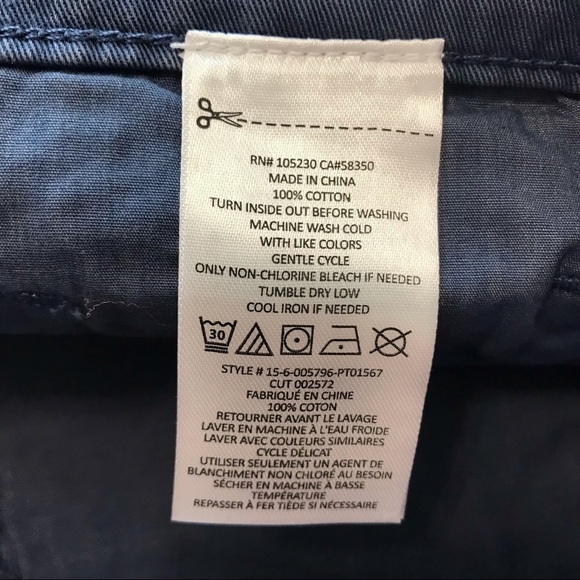 RN# 105230 CA#58350
MADE IN CHINA
100% COTTON
TURN INSIDE OUT BEFORE WASHING
MACHINE WASH COLD
WITH LIKE COLORS
GENTLE CYCLE
ONLY NON-CHLORINE BLEACH IF NEEDED
TUMBLE DRY LOW
COOL IRON IF NEEDED
30
STYLE # 15-6-005796-PT01567
CUT 002572
FABRIQUÉ EN CHINE
100% COTON
RETOURNER AVANT LE LAVAGE
LAVER EN MACHINE À L'EAU FROIDE
LAVER AVEC COULEURS SIMILAIRES
CYCLE DÉLICAT
UTILISER SEULEMENT UN AGENT DE
BLANCHIMENT NON CHLORÉ AU BESOIN
SÉCHER EN MACHINE À BASSE
TEMPÉRATURE
REPASSER À FER TIÈDE SI NÉCESSAIRE